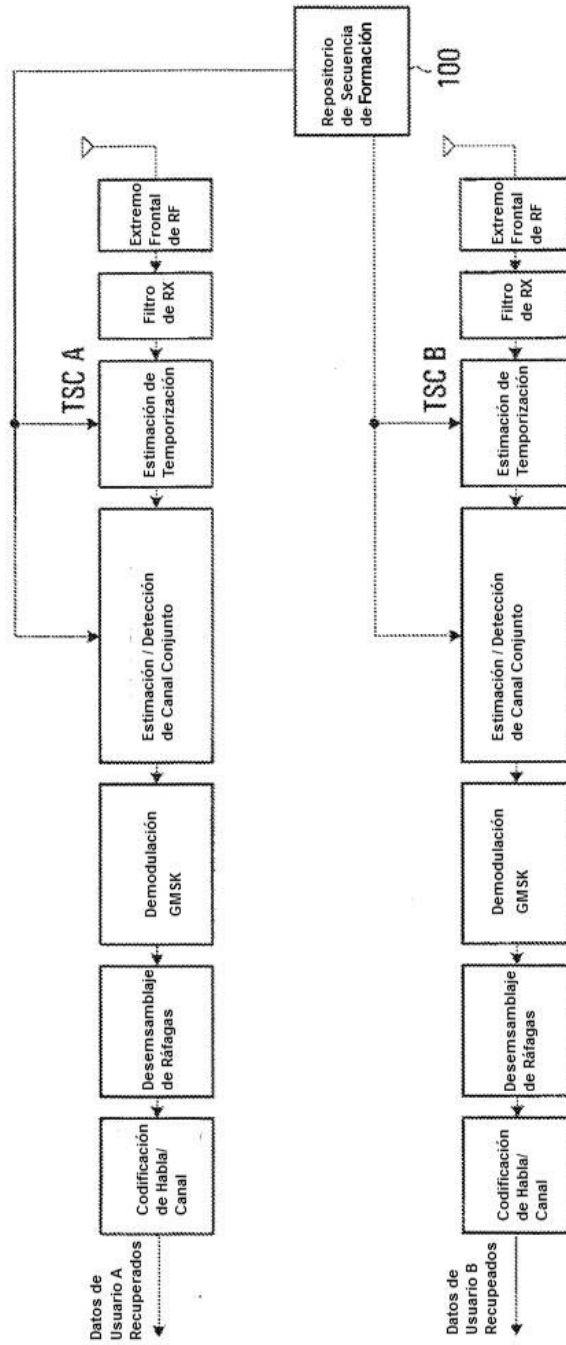 Repositorio
de Secuencia
de Formación
100
Extremo
Frontal
de RF
Filtro
de RX
TSC A
Estimación de
Temporización
Estimación / Detección
de Canal Conjunto
Demodulación
GMSK
Desemsamblaje
de Ráfagas
Codificación
de Habla/
Canal
Datos de
Usuario A
Recuperados
Extremo
Frontal
de RF
Filtro
de RX
TSC B
Estimación de
Temporización
Estimación / Detección
de Canal Conjunto
Demodulación
GMSK
Desemsamblaje
de Ráfagas
Codificación
de Habla/
Canal
Datos de
Usuario B
Recupeados